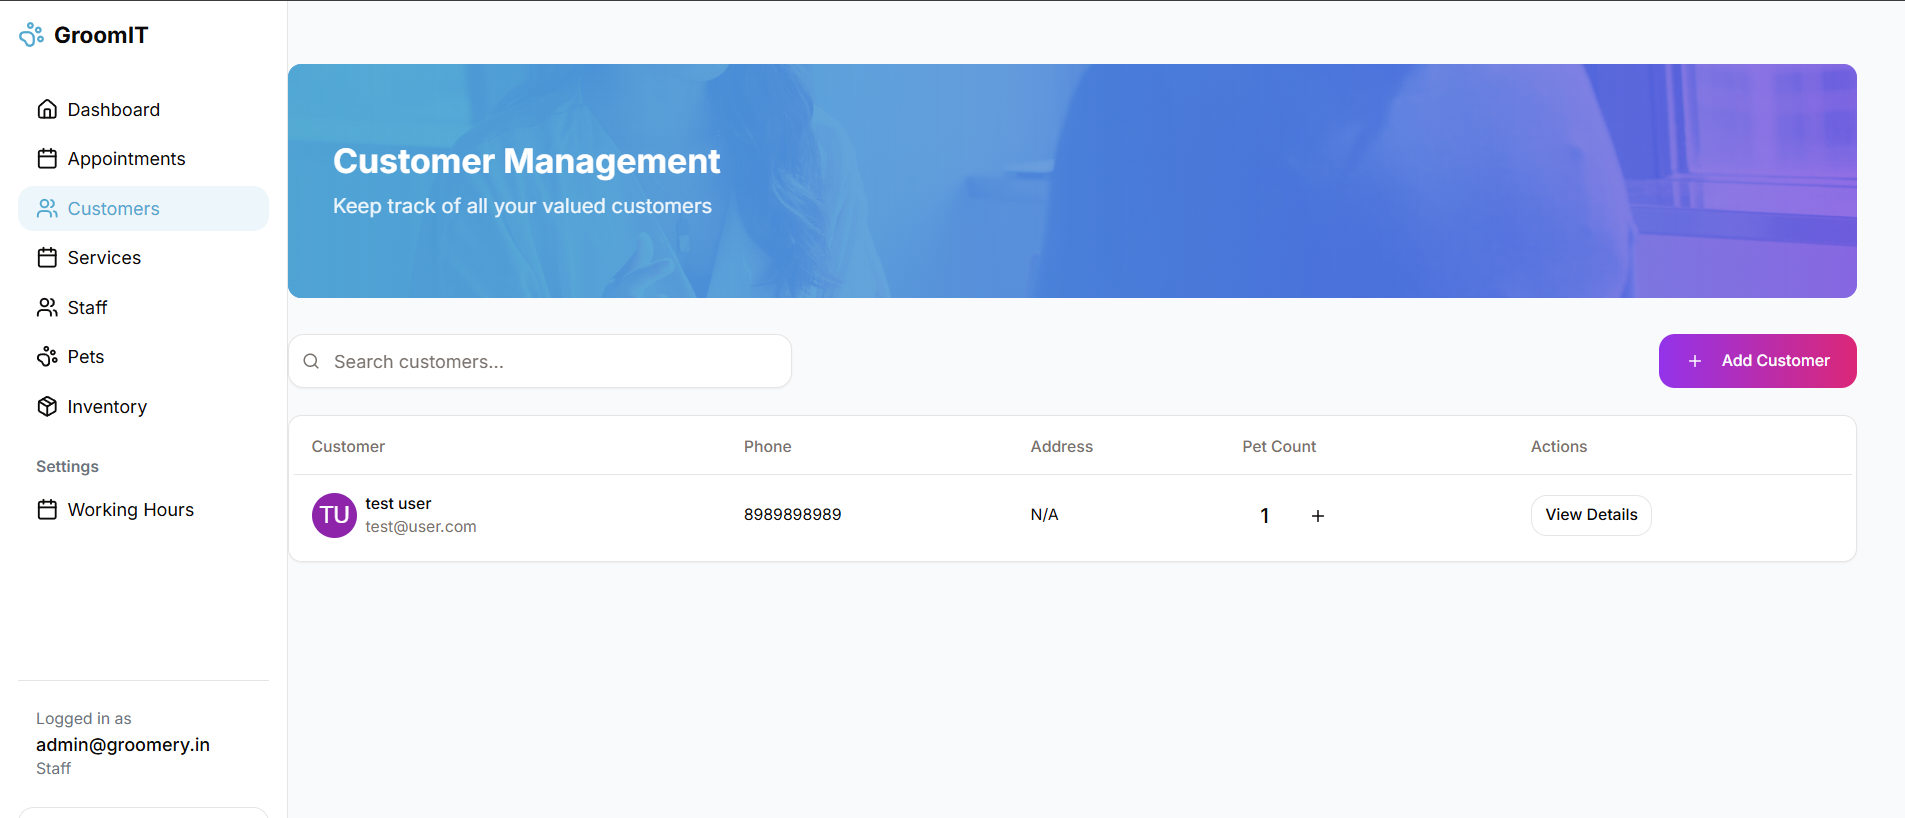 GroomIT
Dashboard
Appointments
Customers
Services
Staff
Pets
Inventory
Settings
Working Hours
Logged in as
admin@groomery.in
Staff
Customer Management
Keep track of all your valued customers
Search customers...
+ Add Customer
Customer Phone Address Pet Count Actions
TU test user 8989898989 N/A 1 + View Details
test@user.com